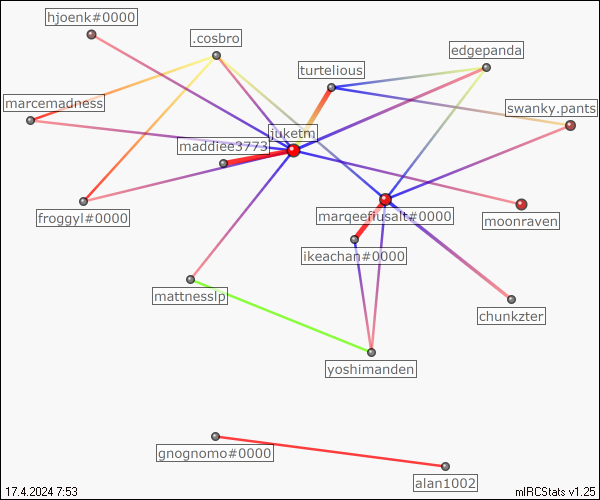 hjoenk#0000
.cosbro
edgepanda
turtelious
marcemadness
swanky.pants
juketm
maddiee3773
froggyl#0000
marqeefiusalt#0000
moonraven
ikeachan#0000
mattnesslp
chunkzter
yoshimanden
gnognomo#0000
alan1002
17.4.2024 7:53
mIRCStats v1.25